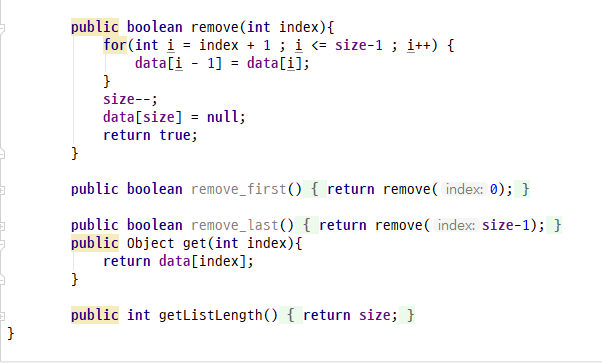 public boolean remove(int index){
for(int i = index + 1 ; i <= size-1 ; i++) {
data[i - 1] = data[i];
}
size--;
data[size] = null;
return true;
}
public boolean remove_first() { return remove( index: 0); }
public boolean remove_last() { return remove( index: size-1); }
public Object get(int index){
return data[index];
}
public int getListLength() { return size; }
}